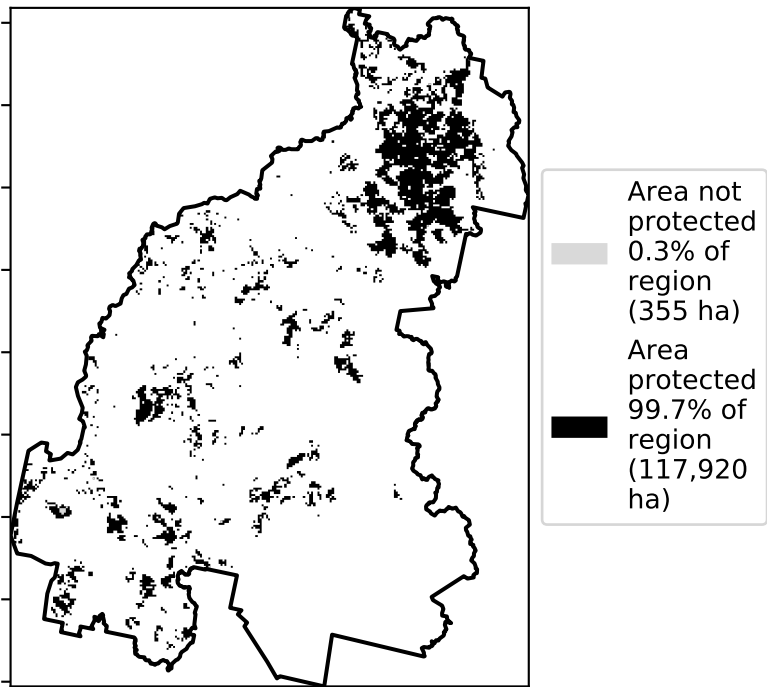 Area not
protected
0.3% of
region
(355 ha)
Area
protected
99.7% of
region
(117,920
ha)